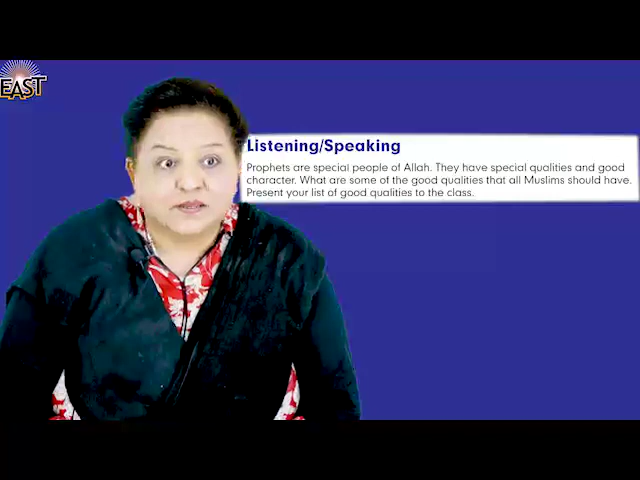 EAST
Listening/Speaking
Prophets are special people of Allah. They have special qualities and good
character. What are some of the good qualities that all Muslims should have.
Present your list of good qualities to the class.